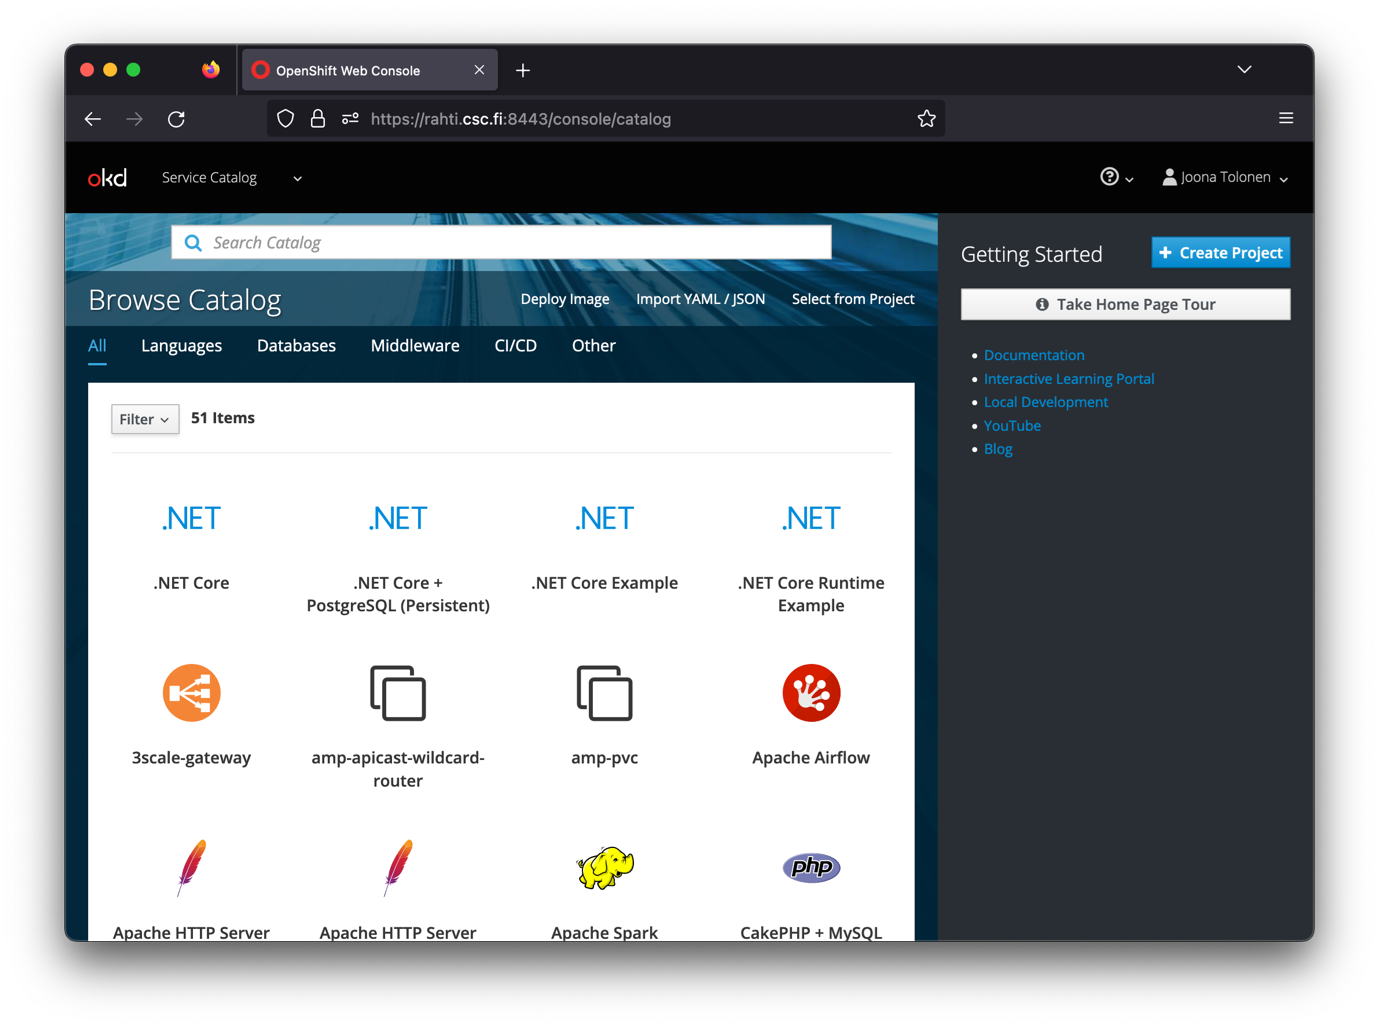 OpenShift Web Console
https://rahti.csc.fi:8443/console/catalog
okd
Service Catalog
Joona Tolonen
Search Catalog
Browse Catalog
Deploy Image
Import YAML / JSON
Select from Project
All
Languages
Databases
Middleware
CI/CD
Other
Filter
51 Items
.NET
.NET
.NET
.NET
.NET Core
.NET Core +
PostgreSQL (Persistent)
.NET Core Example
.NET Core Runtime
Example
3scale-gateway
amp-apicast-wildcard-
router
amp-pvc
Apache Airflow
php
Apache HTTP Server
Apache HTTP Server
Apache Spark
CakePHP + MySQL
Getting Started
+ Create Project
Take Home Page Tour
Documentation
Interactive Learning Portal
Local Development
YouTube
Blog